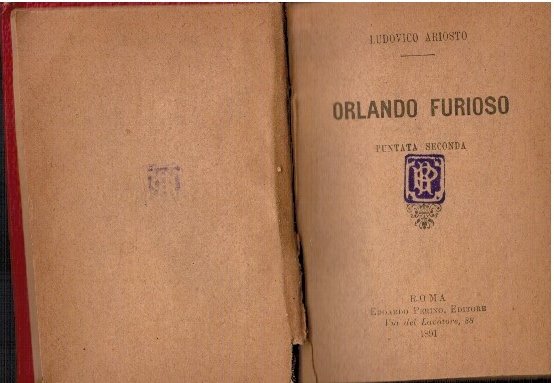 LUDOVICO ARIOSTO
ORLANDO FURIOSO
PUNTATA SECONDA
ROMA
EDOARDO PERINO, EDITORE
Via del Lavatore, 88
1891